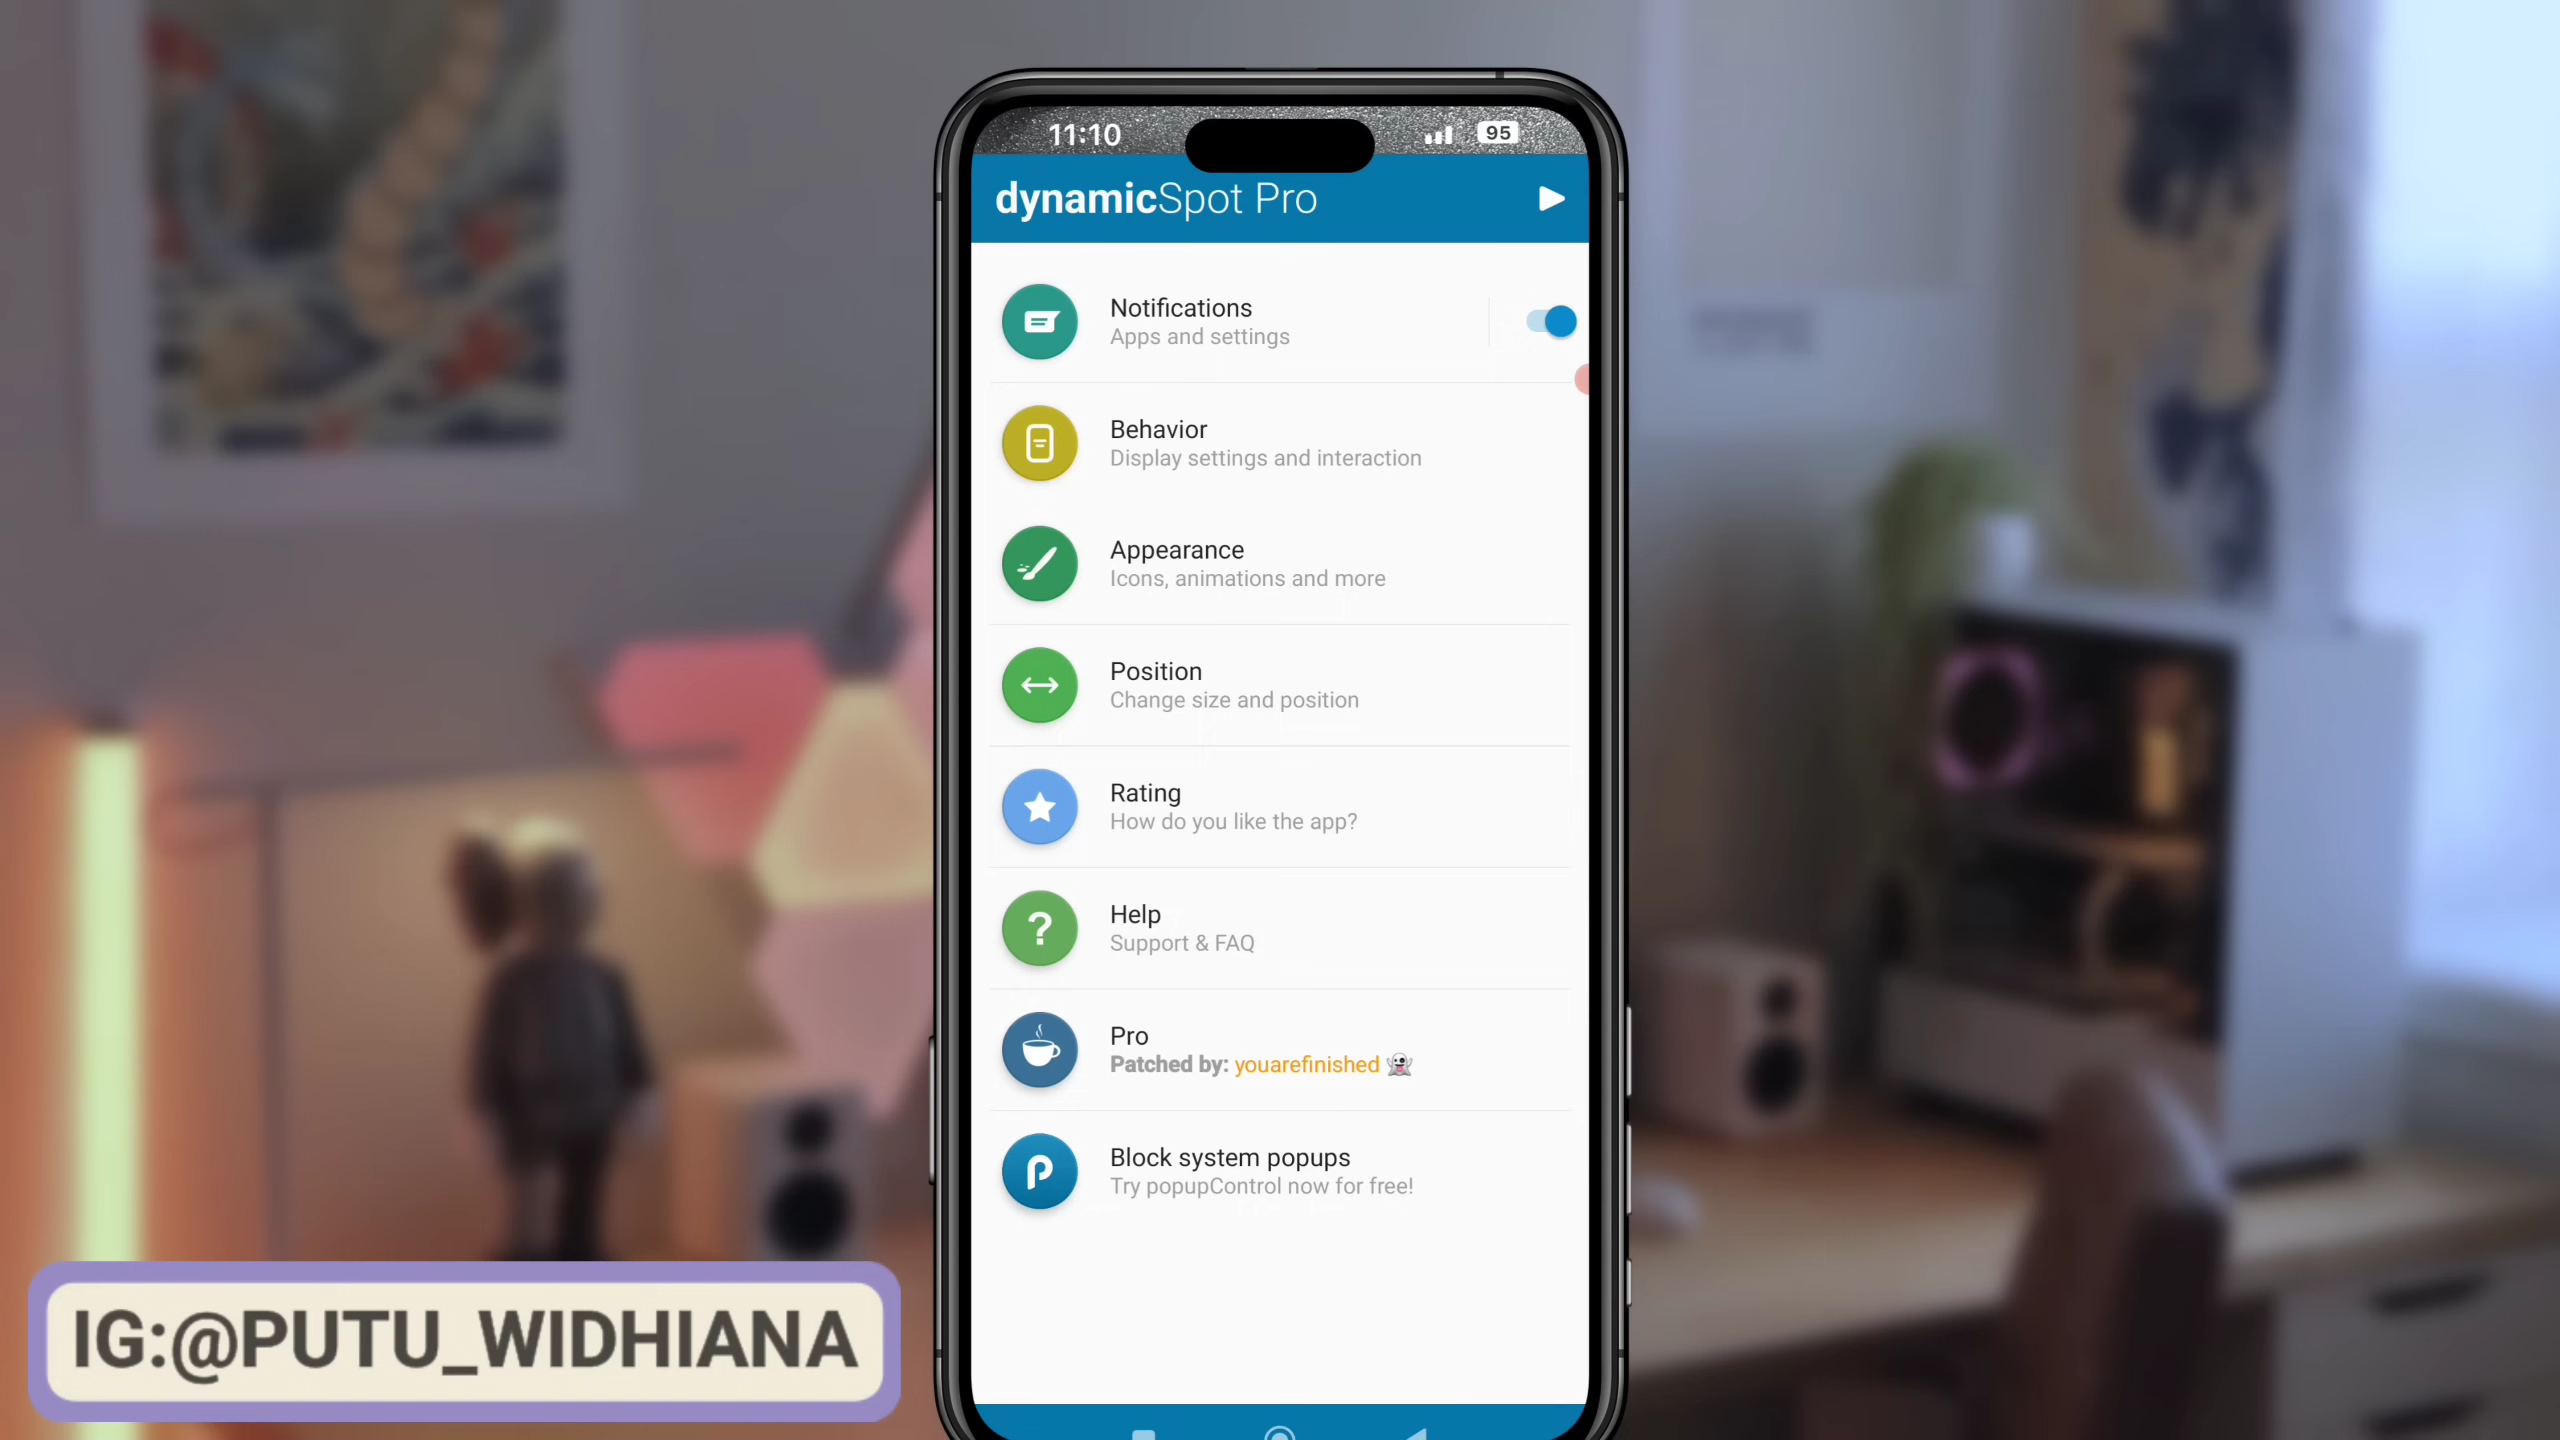 11:10
95
dynamicSpot Pro
Notifications
Apps and settings
Behavior
Display settings and interaction
Appearance
Icons, animations and more
Position
Change size and position
Rating
How do you like the app?
Help
Support & FAQ
Pro
Patched by: youarefinished 👻
Block system popups
Try popupControl now for free!
IG:@PUTU_WIDHIANA